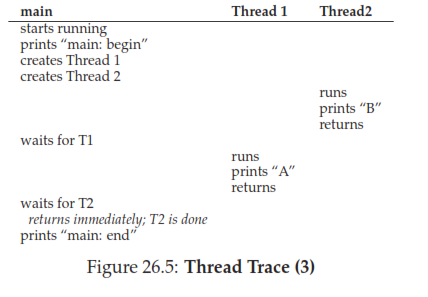 main Thread 1 Thread2
starts running
prints “main: begin”
creates Thread 1
creates Thread 2
runs
prints “B”
returns
waits for T1
runs
prints “A”
returns
waits for T2
returns immediately; T2 is done
prints “main: end”
Figure 26.5: Thread Trace (3)